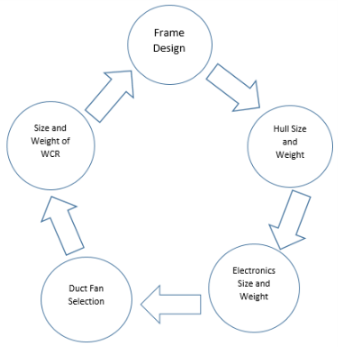 Frame
Design
Hull Size
and
Weight
Electronics
Size and
Weight
Duct Fan
Selection
Size and
Weight of
WCR